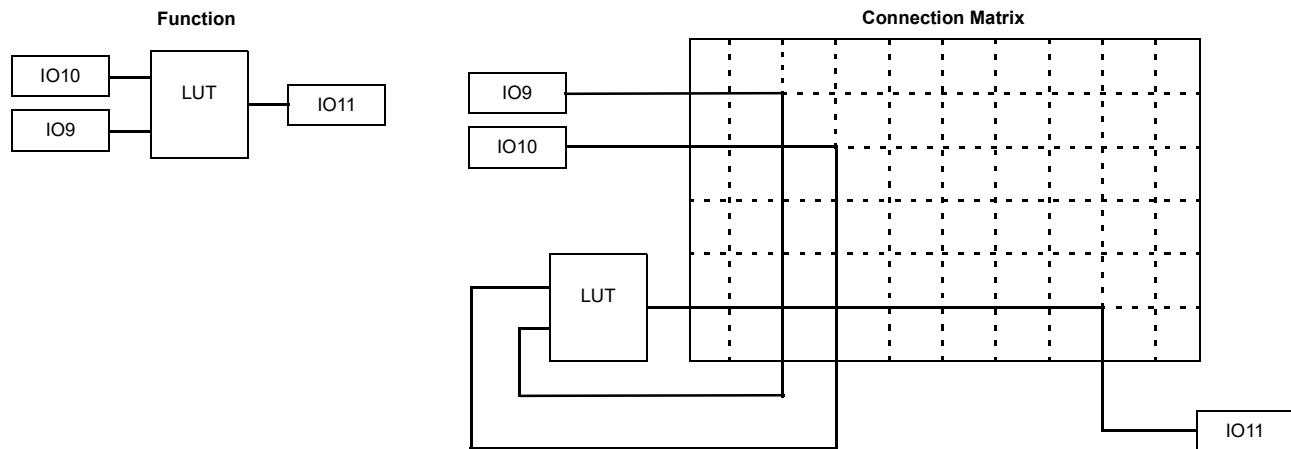 Function
IO10
IO9
LUT
IO11
Connection Matrix
IO9
IO10
LUT
IO11